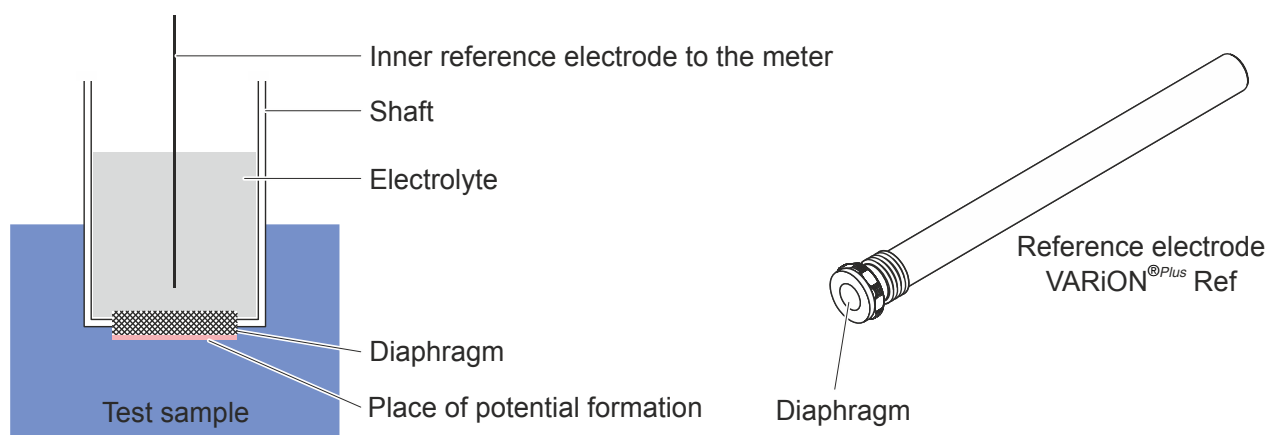 Inner reference electrode to the meter
Shaft
Electrolyte
Diaphragm
Place of potential formation
Test sample
Reference electrode
VARiON®Plus Ref
Diaphragm